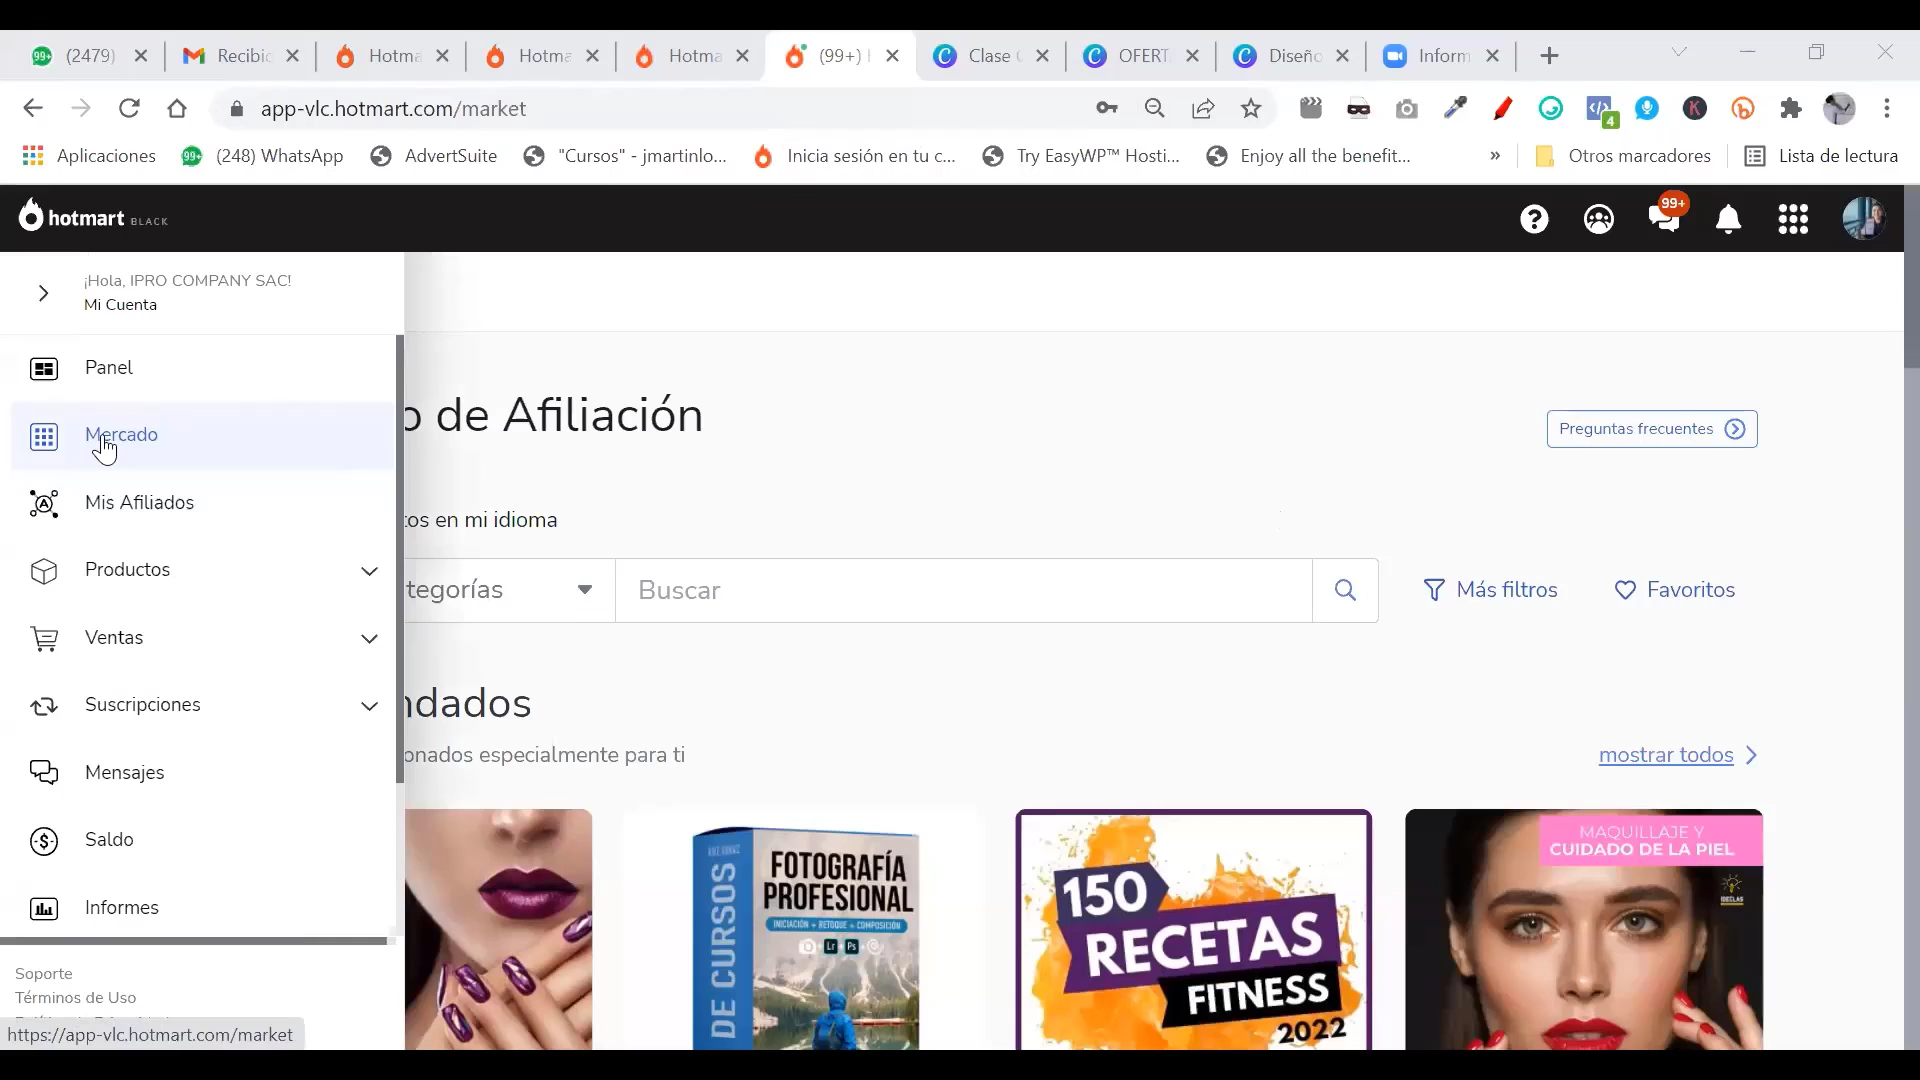 (2479)
Recibi
Hotma
Hotma
Hotma
(99+)
Clase
OFERT
Diseño
Inform
app-vlc.hotmart.com/market
4
Aplicaciones
99+
(248) WhatsApp
AdvertSuite
"Cursos" - jmartinlo...
Inicia sesión en tu c...
Try EasyWP™ Hosti...
Enjoy all the benefit...
»
Otros marcadores
Lista de lectura
hotmart BLACK
99+
¡Hola, IPRO COMPANY SAC!
Mi Cuenta
Panel
Mercado
Mis Afiliados
Productos
Ventas
Suscripciones
Mensajes
Saldo
Informes
Soporte
Términos de Uso
https://app-vlc.hotmart.com/market
o de Afiliación
Preguntas frecuentes
tos en mi idioma
tegorías
Buscar
Más filtros
Favoritos
ndados
onados especialmente para ti
mostrar todos
DE CURSOS
FOTOGRAFÍA
PROFESIONAL
INICIACIÓN + RETOQUE + COMPOSICIÓN
Lr
Ps
150
RECETAS
FITNESS
2022
MAQUILLAJE Y
CUIDADO DE LA PIEL